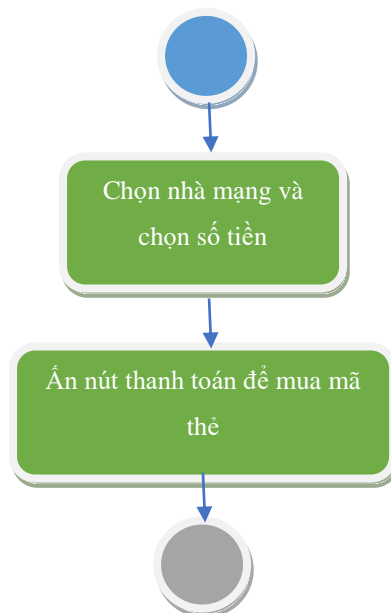 Chọn nhà mạng và
chọn số tiền
Ấn nút thanh toán để mua mã
thẻ